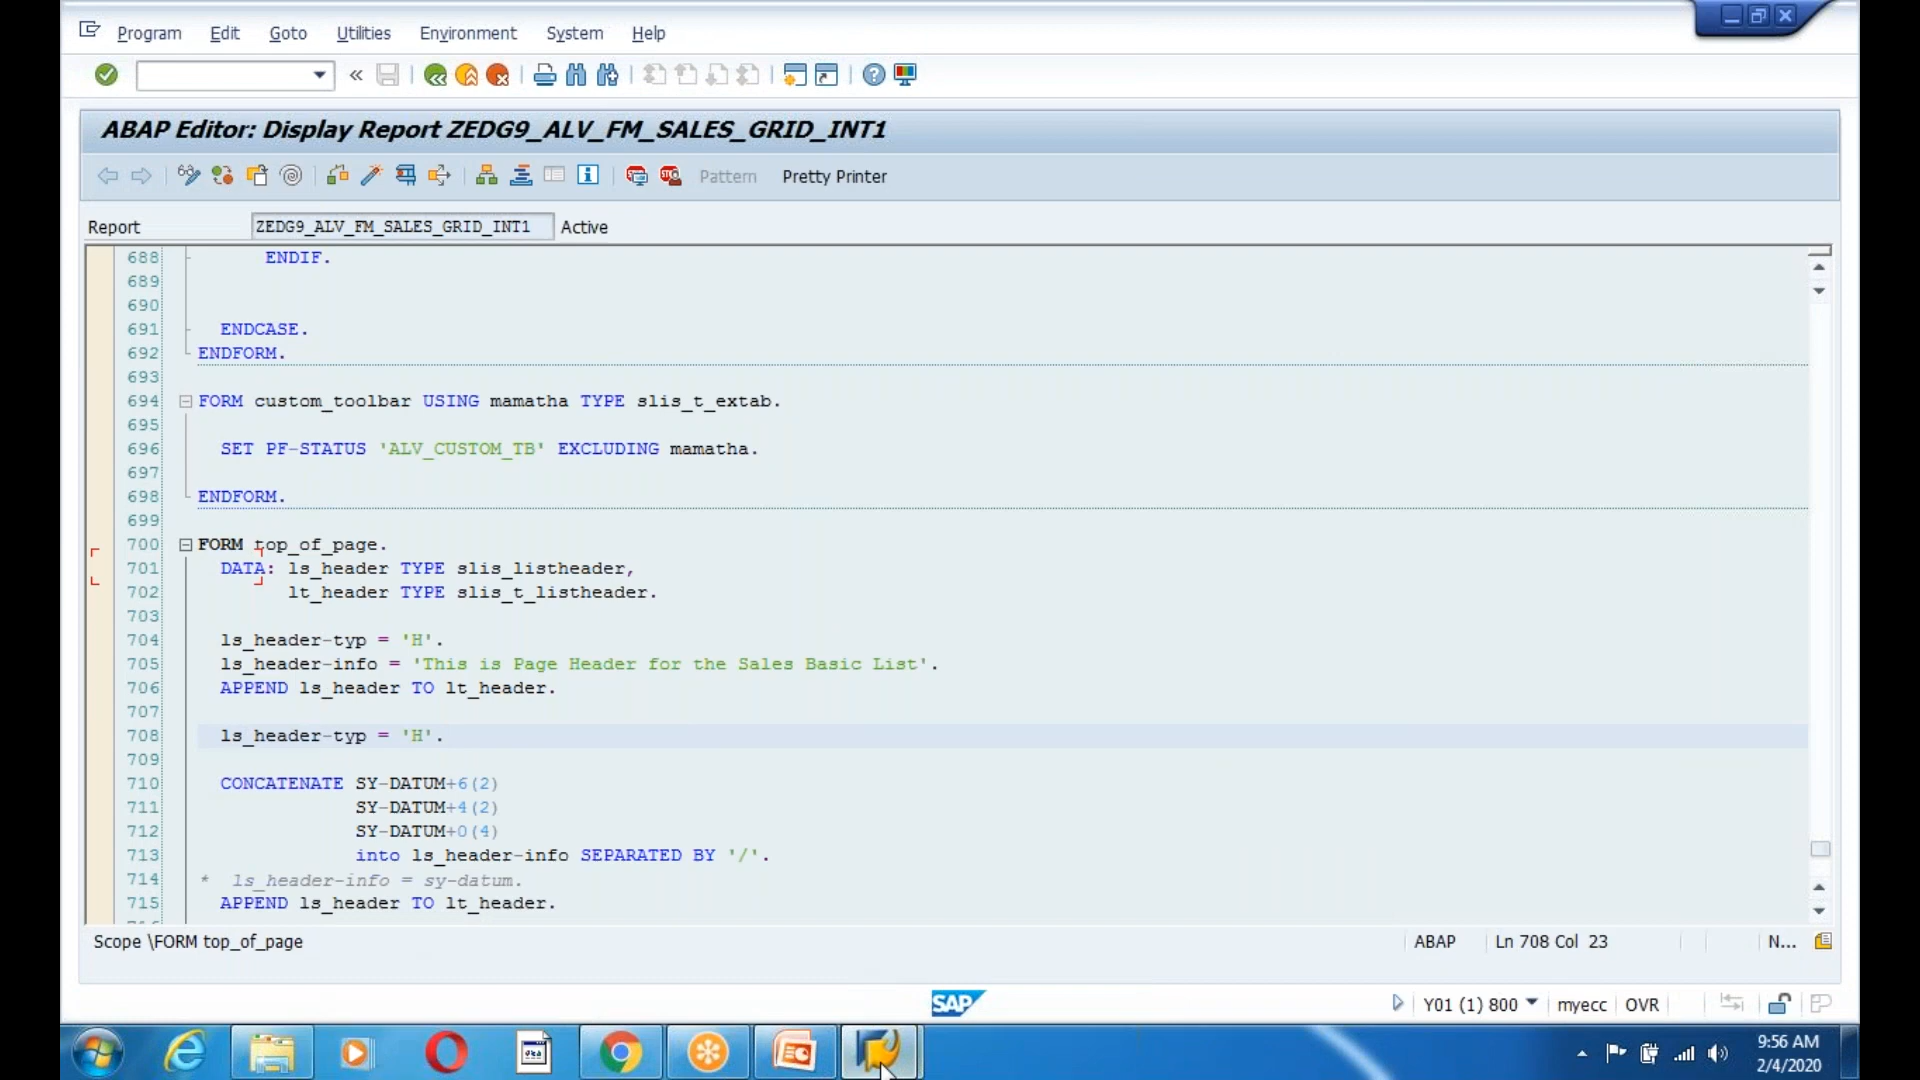 Program Edit Goto Utilities Environment System Help
ABAP Editor: Display Report ZEDG9_ALV_FM_SALES_GRID_INT1
Pattern Pretty Printer
Report ZEDG9_ALV_FM_SALES_GRID_INT1 Active
688 ENDIF.
689
690
691 ENDCASE.
692 ENDFORM.
693
694 FORM custom_toolbar USING mamatha TYPE slis_t_extab.
695
696 SET PF-STATUS 'ALV_CUSTOM_TB' EXCLUDING mamatha.
697
698 ENDFORM.
699
700 FORM top_of_page.
701 DATA: ls_header TYPE slis_listheader,
702 lt_header TYPE slis_t_listheader.
703
704 ls_header-typ = 'H'.
705 ls_header-info = 'This is Page Header for the Sales Basic List'.
706 APPEND ls_header TO lt_header.
707
708 ls_header-typ = 'H'.
709
710 CONCATENATE SY-DATUM+6(2)
711 SY-DATUM+4(2)
712 SY-DATUM+0(4)
713 into ls_header-info SEPARATED BY '/'.
714 * ls_header-info = sy-datum.
715 APPEND ls_header TO lt_header.
Scope \FORM top_of_page ABAP Ln 708 Col 23 N...
SAP Y01 (1) 800 myecc OVR
9:56 AM
2/4/2020